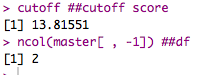 > cutoff ##cutoff score
[1] 13.81551
> ncol(master[ , -1]) ##df
[1] 2
>